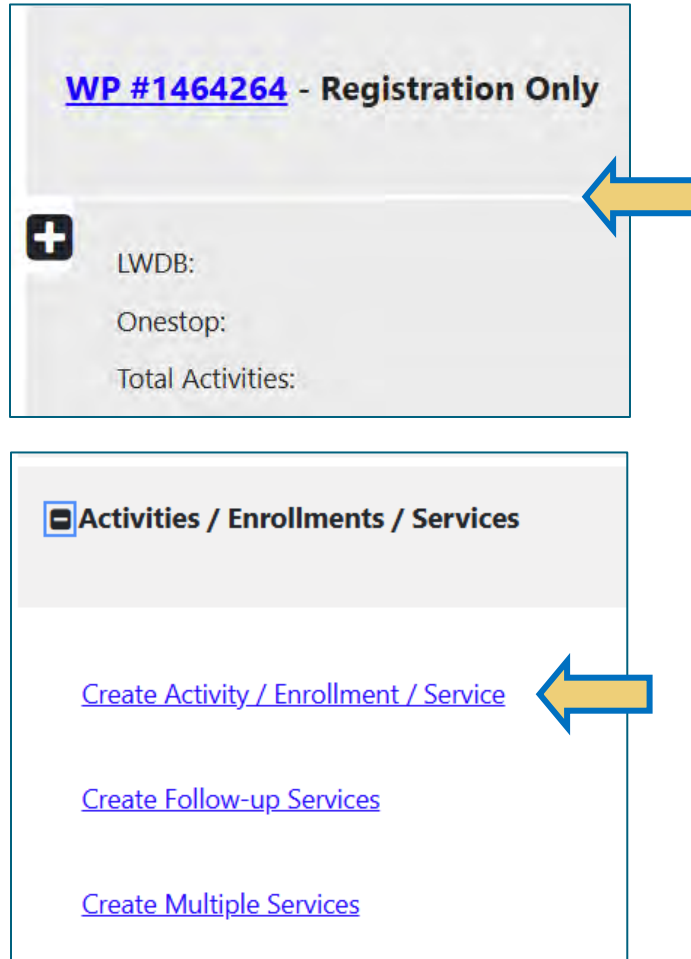 WP #1464264 - Registration Only
LWDB:
Onestop:
Total Activities:
Activities / Enrollments / Services
Create Activity / Enrollment / Service
Create Follow-up Services
Create Multiple Services